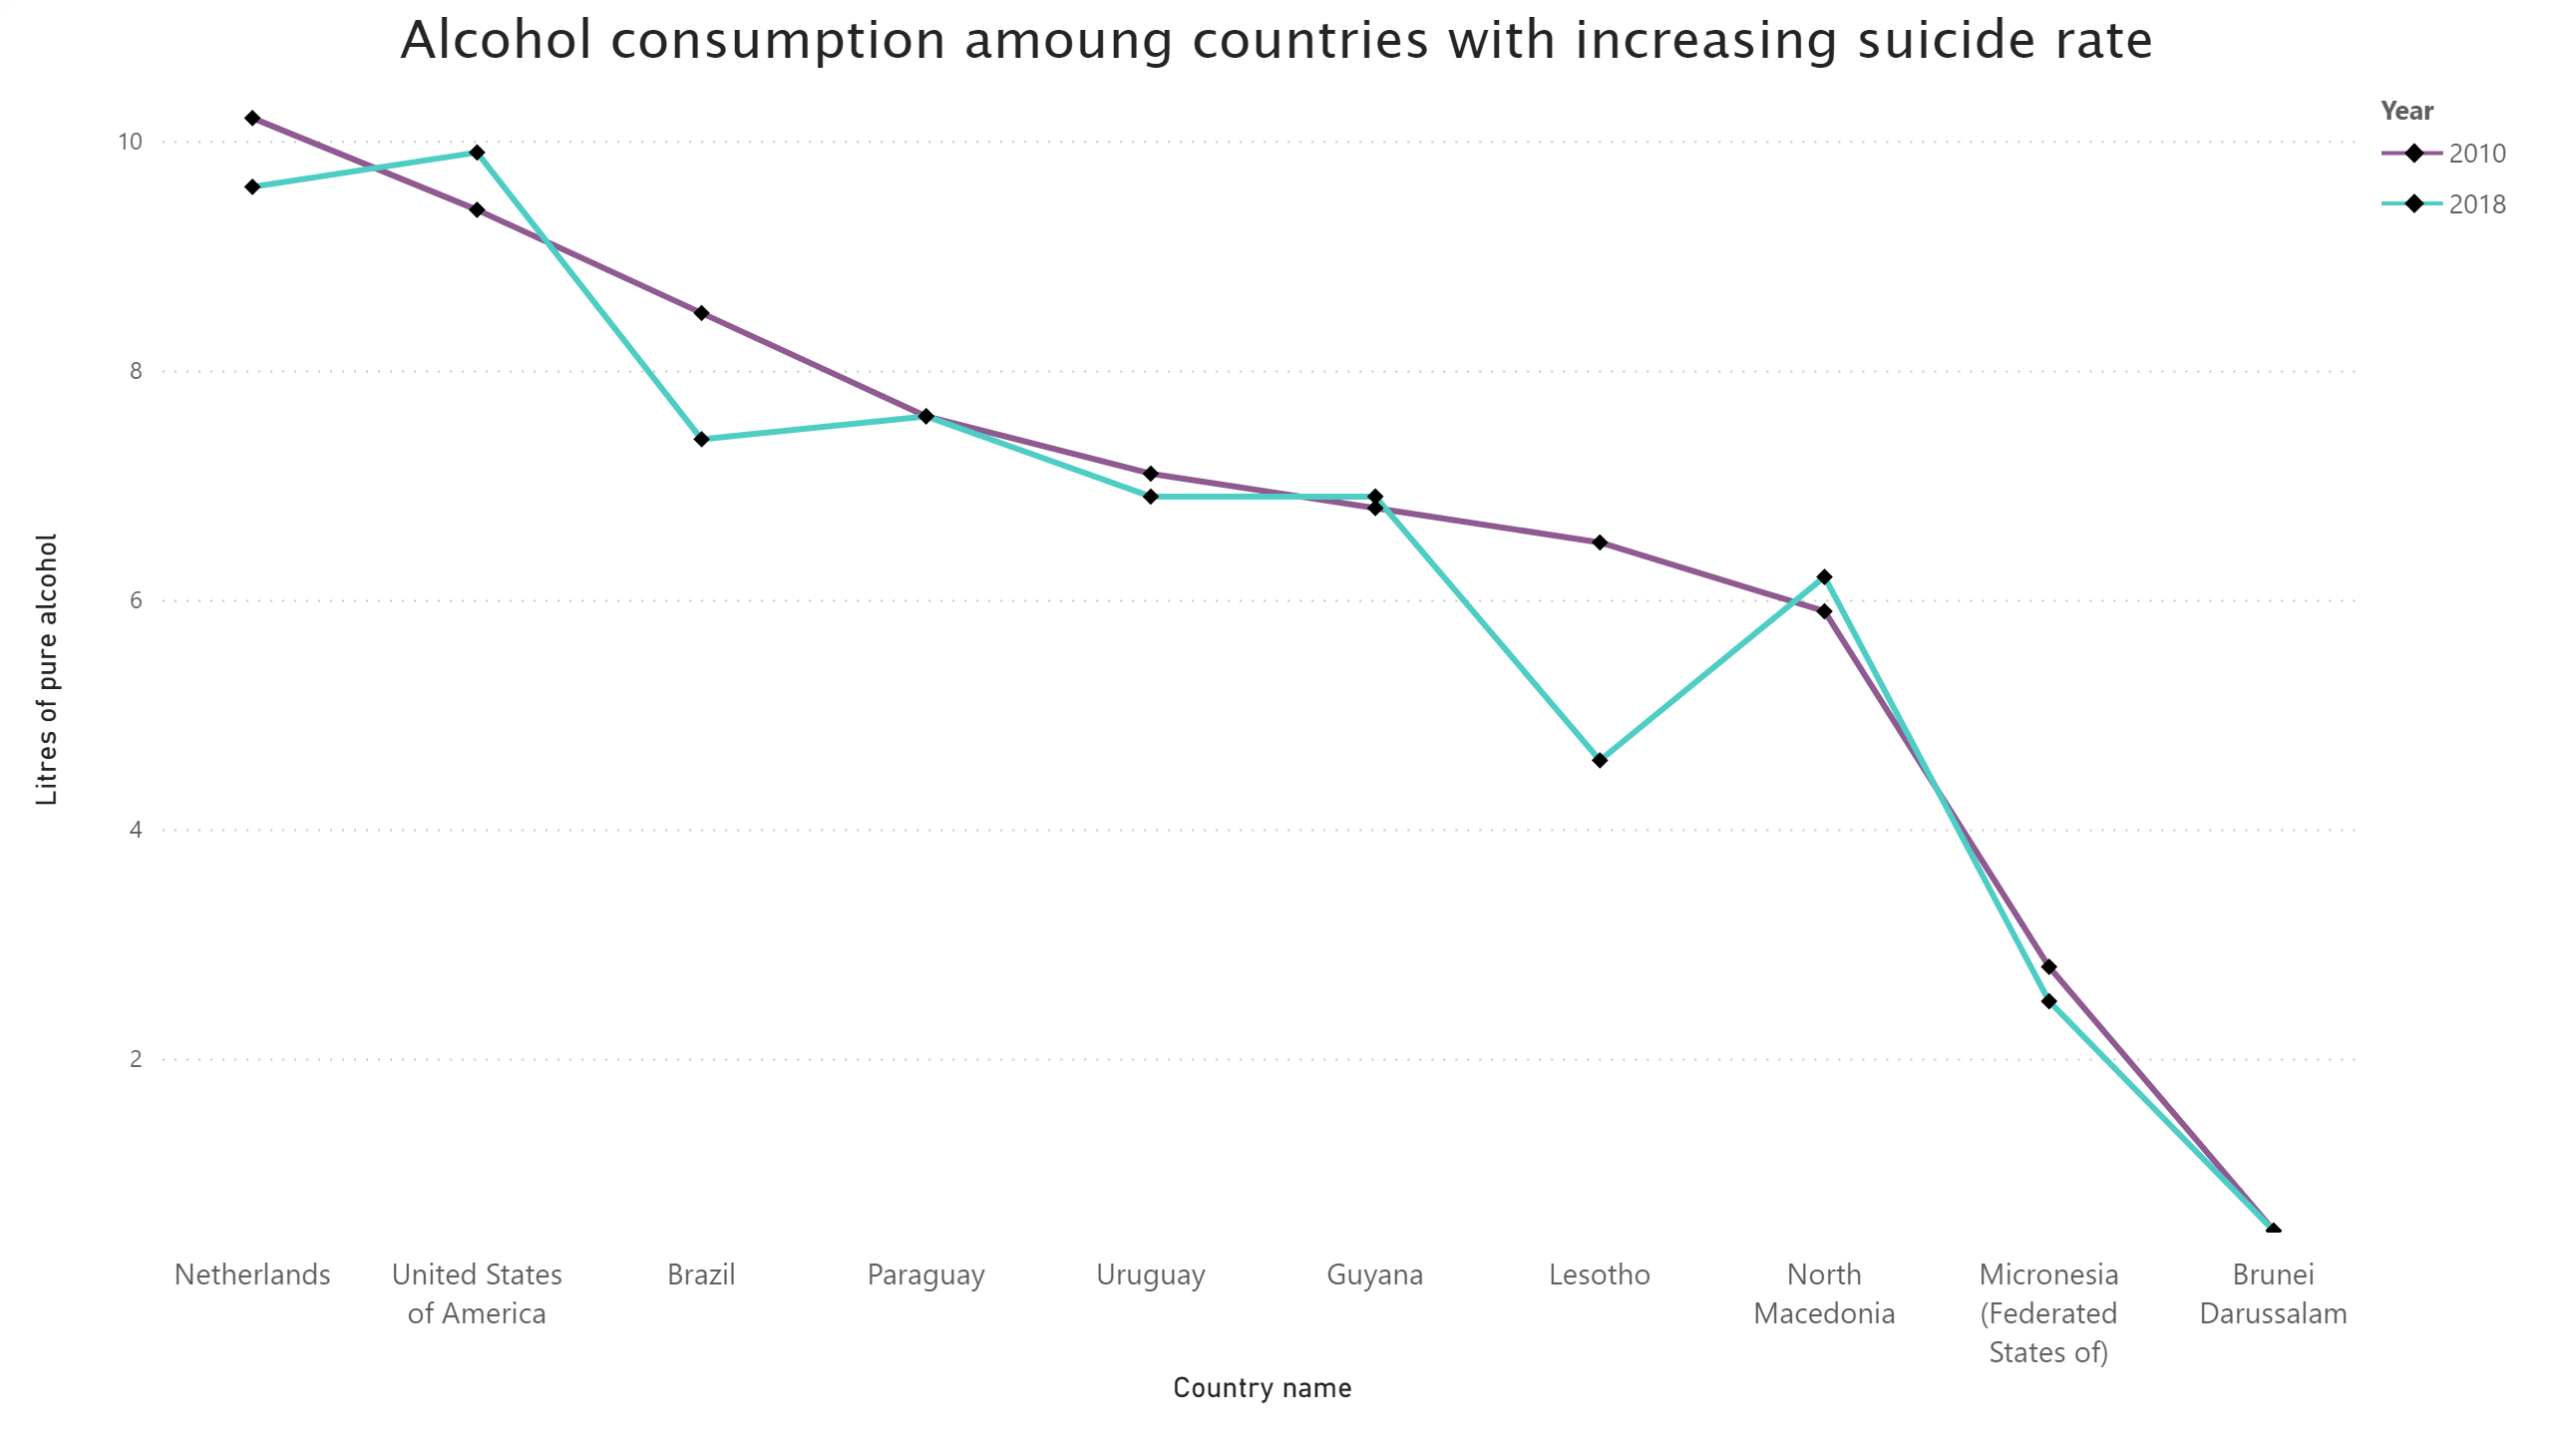 Alcohol consumption amoung countries with increasing suicide rate
Year
2010
2018
10
8
6
4
2
Litres of pure alcohol
Netherlands
United States
of America
Brazil
Paraguay
Uruguay
Guyana
Lesotho
North
Macedonia
Micronesia
(Federated
States of)
Brunei
Darussalam
Country name